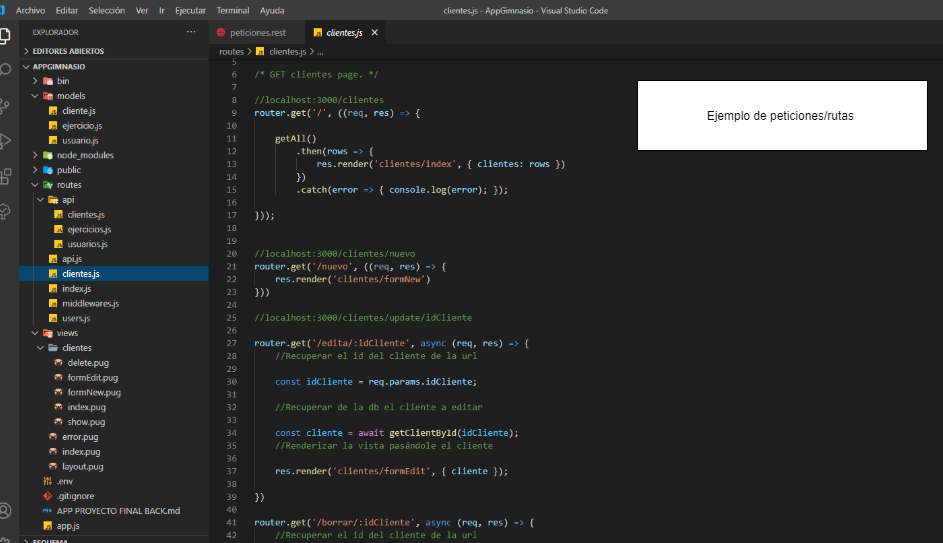 Archivo Editar Selección Ver Ir Ejecutar Terminal Ayuda
clientes.js - AppGimnasio - Visual Studio Code
EXPLORADOR ...
EDITORES ABIERTOS
APPGIMNASIO
bin
models
cliente.js
ejercicio.js
usuario.js
node_modules
public
routes
api
clientes.js
ejercicios.js
usuarios.js
api.js
clientes.js
index.js
middlewares.js
users.js
views
clientes
delete.pug
formEdit.pug
formNew.pug
index.pug
show.pug
error.pug
index.pug
layout.pug
.env
.gitignore
APP PROYECTO FINAL BACK.md
app.js
ESQUEMA
peticiones.rest
clientes.js
routes > clientes.js > ...
5
6 /* GET clientes page. */
7
8 //localhost:3000/clientes
9 router.get('/', ((req, res) => {
10
11 getAll()
12 .then(rows => {
13 res.render('clientes/index', { clientes: rows })
14 })
15 .catch(error => { console.log(error); });
16
17 }));
18
19
20 //localhost:3000/clientes/nuevo
21 router.get('/nuevo', ((req, res) => {
22 res.render('clientes/formNew')
23 }))
24
25 //localhost:3000/clientes/update/idCliente
26
27 router.get('/edita/:idCliente', async (req, res) => {
28 //Recuperar el id del cliente de la url
29
30 const idCliente = req.params.idCliente;
31
32 //Recuperar de la db el cliente a editar
33
34 const cliente = await getClientById(idCliente);
35 //Renderizar la vista pasándole el cliente
36
37 res.render('clientes/formEdit', { cliente });
38
39 })
40
41 router.get('/borrar/:idCliente', async (req, res) => {
42 //Recuperar el id del cliente de la url
Ejemplo de peticiones/rutas